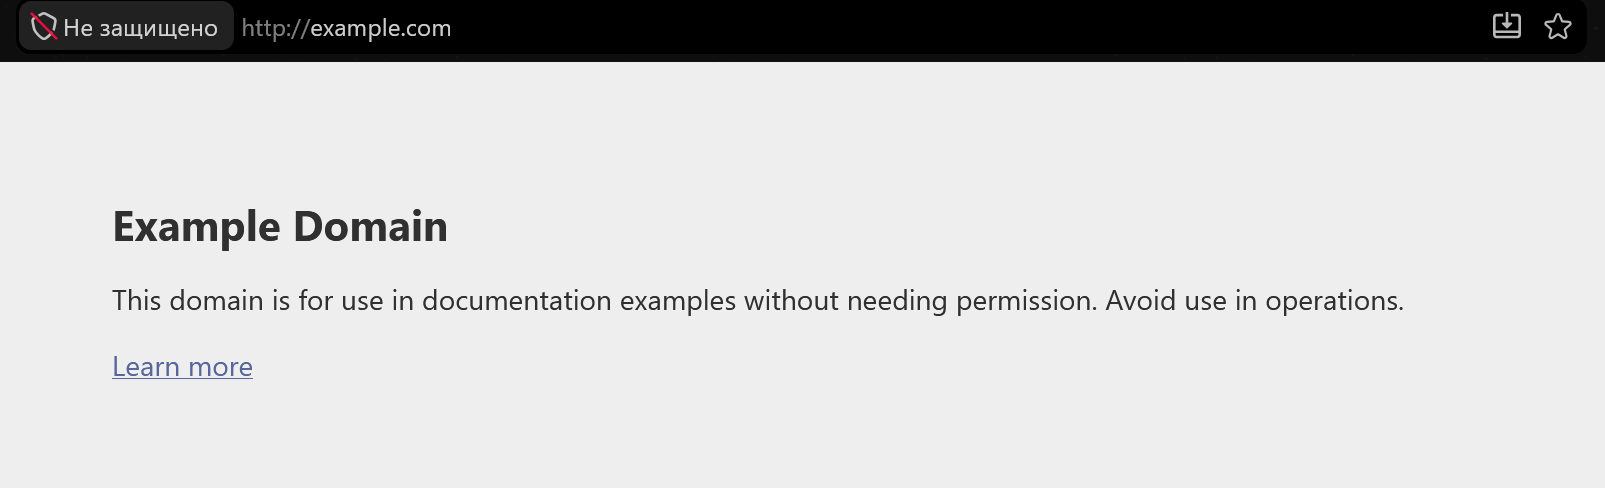 Не защищено http://example.com
Example Domain
This domain is for use in documentation examples without needing permission. Avoid use in operations.
Learn more